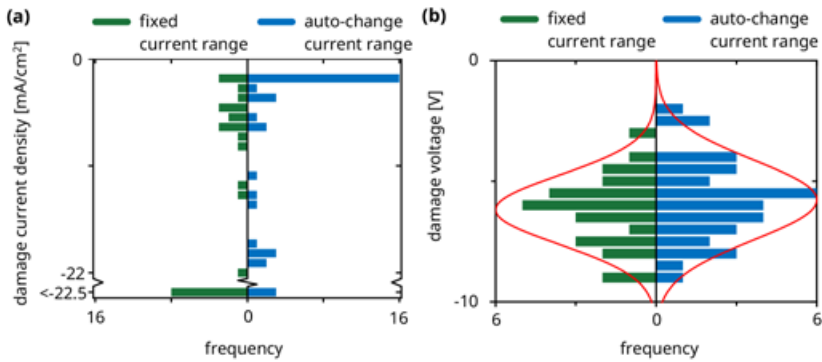 (a)
fixed
current range
auto-change
current range
damage current density [mA/cm²]
0
-22
<-22.5
16
0
16
frequency
(b)
fixed
current range
auto-change
current range
damage voltage [V]
0
-10
6
0
6
frequency